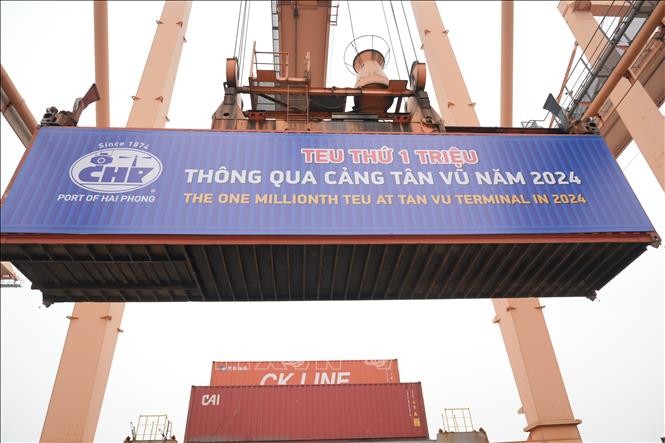 Since 1874
CHP
®
PORT OF HAI PHONG
TEU THỨ 1 TRIỆU
THÔNG QUA CẢNG TÂN VŨ NĂM 2024
THE ONE MILLIONTH TEU AT TAN VU TERMINAL IN 2024
CK LINE
CAI